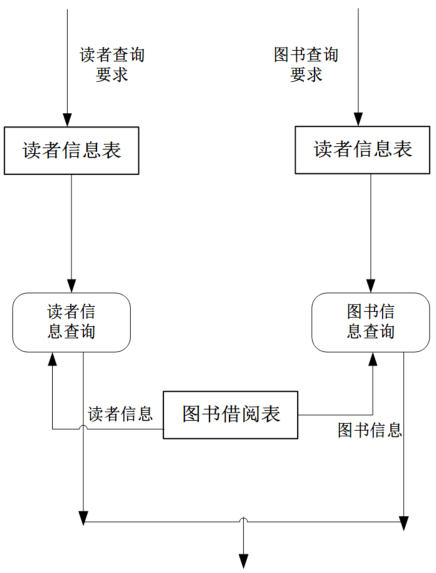 读者查询
要求
图书查询
要求
读者信息表
读者信息表
读者信
息查询
图书信
息查询
读者信息
图书借阅表
图书信息